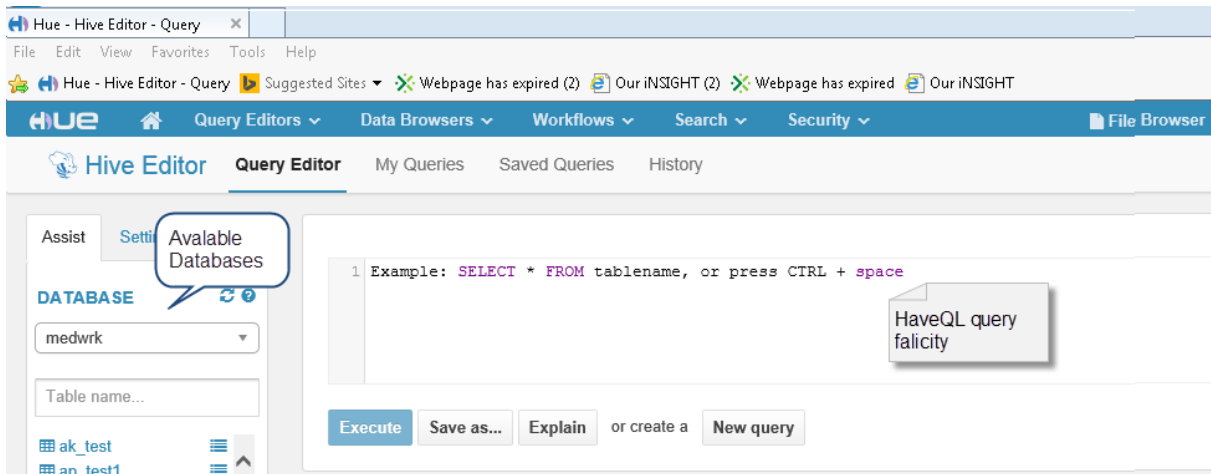 Hue - Hive Editor - Query ×
File Edit View Favorites Tools Help
Hue - Hive Editor - Query Suggested Sites Webpage has expired (2) Our iNSIGHT (2) Webpage has expired Our iNSIGHT
HUE Query Editors Data Browsers Workflows Search Security File Browser
Hive Editor Query Editor My Queries Saved Queries History
Assist
Avalable
Databases
DATABASE
medwrk
Table name...
ak_test
ap_test1
1 Example: SELECT * FROM tablename, or press CTRL + space
HaveQL query
falicity
Execute Save as... Explain or create a New query